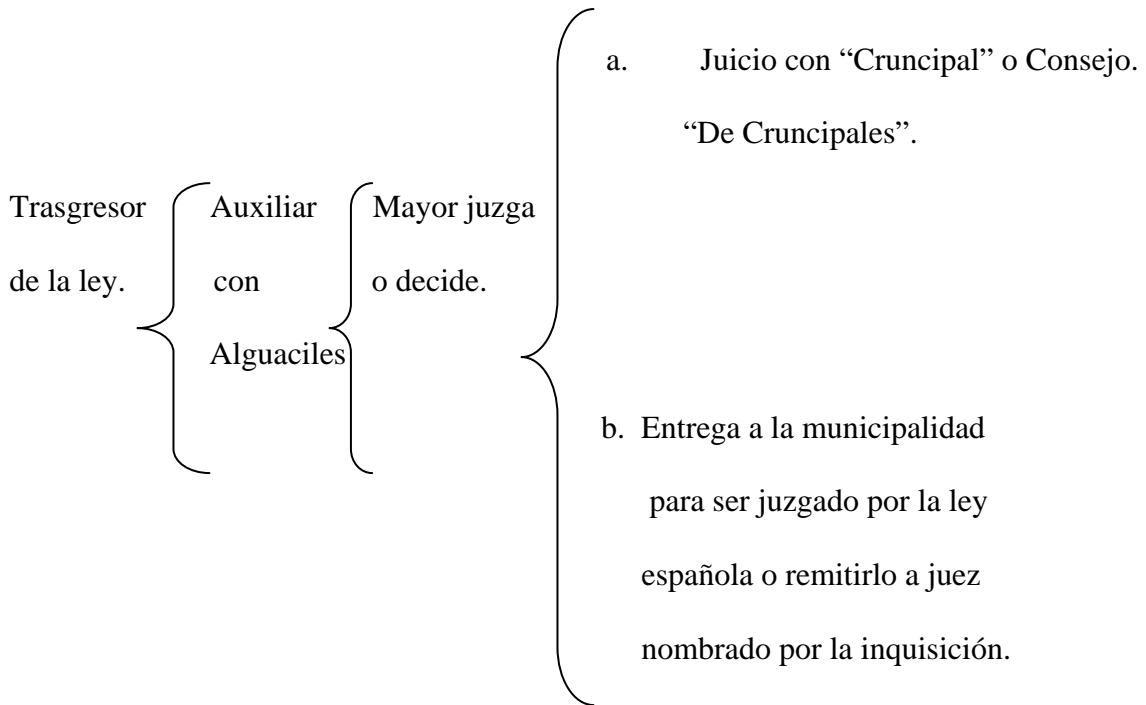 Trasgresor
de la ley.
Auxiliar
con
Alguaciles
Mayor juzga
o decide.
a. Juicio con “Cruncipal” o Consejo.
“De Cruncipales”.
b. Entrega a la municipalidad
para ser juzgado por la ley
española o remitirlo a juez
nombrado por la inquisición.